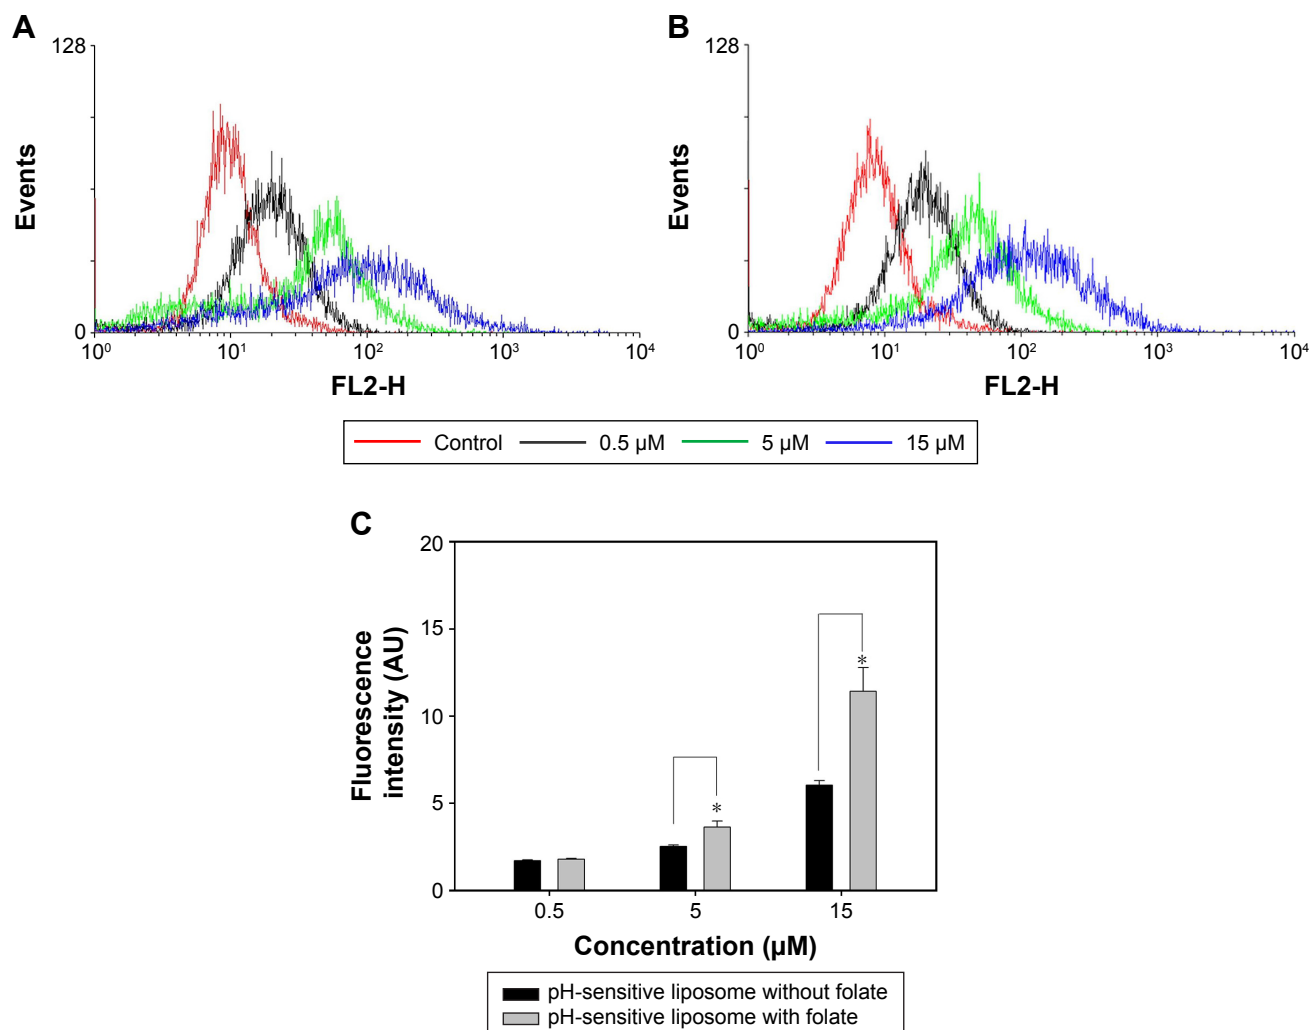 A
128
Events
0
10⁰ 10¹ 10² 10³ 10⁴
FL2-H
B
128
Events
0
10⁰ 10¹ 10² 10³ 10⁴
FL2-H
Control 0.5 µM 5 µM 15 µM
C
Fluorescence
intensity (AU)
20
15
10
5
0
*
*
0.5 5 15
Concentration (µM)
pH-sensitive liposome without folate
pH-sensitive liposome with folate